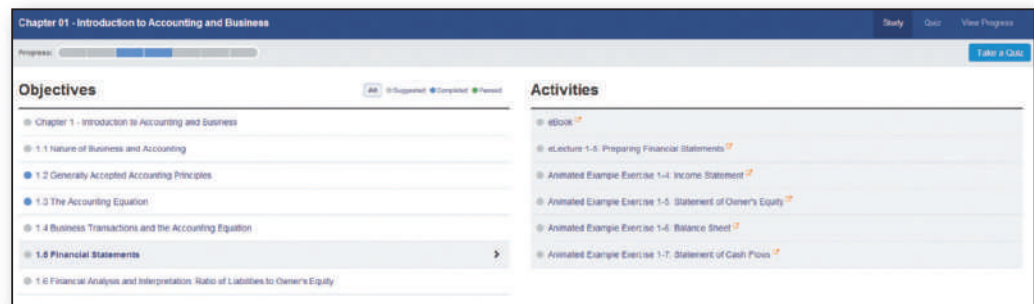 Chapter 01 - Introduction to Accounting and Business
Study Quiz View Progress
Progress:
Take a Quiz
Objectives
All Suggested Completed Passed
Chapter 1 - Introduction to Accounting and Business
1.1 Nature of Business and Accounting
1.2 Generally Accepted Accounting Principles
1.3 The Accounting Equation
1.4 Business Transactions and the Accounting Equation
1.5 Financial Statements
1.6 Financial Analysis and Interpretation: Ratio of Liabilities to Owner's Equity
Activities
eBook
eLecture 1-5: Preparing Financial Statements
Animated Example Exercise 1-4: Income Statement
Animated Example Exercise 1-5: Statement of Owner's Equity
Animated Example Exercise 1-6: Balance Sheet
Animated Example Exercise 1-7: Statement of Cash Flows